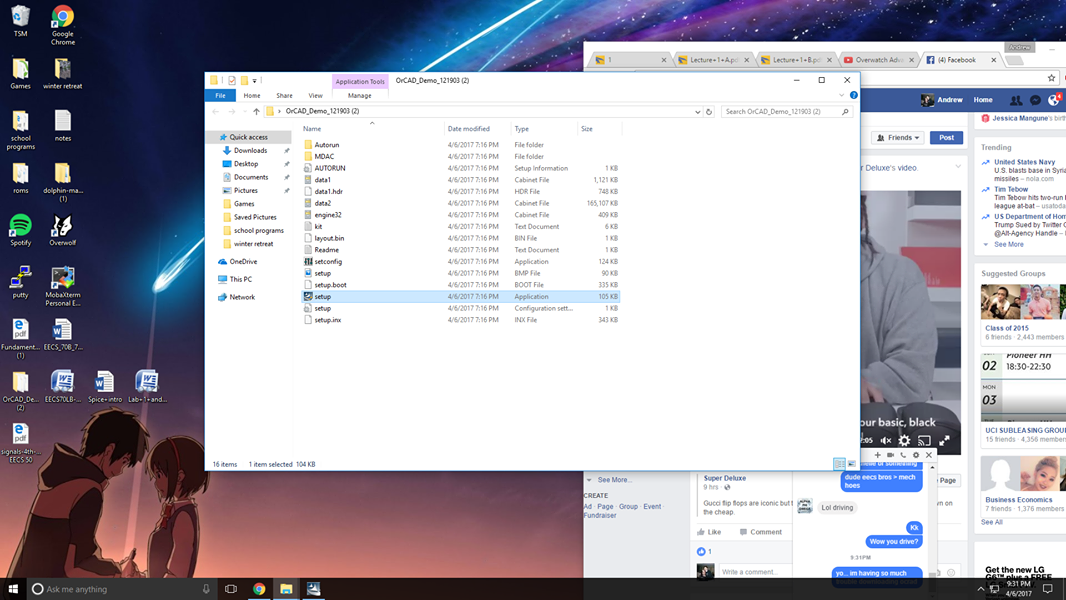 TSM
Google Chrome
Games
winter retreat
school programs
notes
roms
dolphin-ma... (1)
Spotify
Overwolf
putty
MobaXterm Personal E...
Fundament... (1)
EECS_70B_7...
OrCAD_De... (2)
EECS70LB-...
Spice+intro
Lab+1+and...
signals-4th-... EECS 50
Application Tools
OrCAD_Demo_121903 (2)
File
Home
Share
View
Manage
OrCAD_Demo_121903 (2)
Search OrCAD_Demo_121903 (2)
Quick access
Downloads
Desktop
Documents
Pictures
Games
Saved Pictures
school programs
winter retreat
OneDrive
This PC
Network
Name Date modified Type Size
Autorun 4/6/2017 7:16 PM File folder
MDAC 4/6/2017 7:16 PM File folder
AUTORUN 4/6/2017 7:16 PM Setup Information 1 KB
data1 4/6/2017 7:16 PM Cabinet File 1,121 KB
data1.hdr 4/6/2017 7:16 PM HDR File 748 KB
data2 4/6/2017 7:16 PM Cabinet File 165,107 KB
engine32 4/6/2017 7:16 PM Cabinet File 409 KB
kit 4/6/2017 7:16 PM Text Document 6 KB
layout.bin 4/6/2017 7:16 PM BIN File 1 KB
Readme 4/6/2017 7:16 PM Text Document 1 KB
setconfig 4/6/2017 7:16 PM Application 124 KB
setup 4/6/2017 7:16 PM BMP File 90 KB
setup.boot 4/6/2017 7:16 PM BOOT File 335 KB
setup 4/6/2017 7:16 PM Application 105 KB
setup 4/6/2017 7:16 PM Configuration sett... 1 KB
setup.inx 4/6/2017 7:16 PM INX File 343 KB
16 items 1 item selected 104 KB
Andrew
1
Lecture+1+A.pd
Lecture+1+B.pd
Overwatch Adve
(4) Facebook
Andrew
Home
Jessica Mangune's birt
Friends
Post
Deluxe's video.
Trending
United States Navy
U.S. blasts base in Syria
missiles – nola.com
Tim Tebow
Tim Tebow hits two-run
league at-bat – usatoda
US Department of Hom
Trump Sued by Twitter O
@Alt-Agency Handle –
See More
Suggested Groups
Class of 2015
6 friends · 2,443 members
02
Pioneer HH
18:30-22:30
MON
03
UCI SUBLEASING GROUP
15 friends · 4,356 members
Business Economics
7 friends · 1,376 members
See All
Get the new LG
G6™ plus a FREE
our basic, black
:05
See More...
CREATE
Ad · Page · Group · Event ·
Fundraiser
Super Deluxe
9 hrs
Gucci flip flops are iconic but t
the cheap.
Like
Comment
1
Write a comment...
dude eecs bros > mech
hoes
Lol driving
Kk
Wow you drive?
9:31PM
yo... im having so much
Page
Ask me anything
9:31 PM
4/6/2017